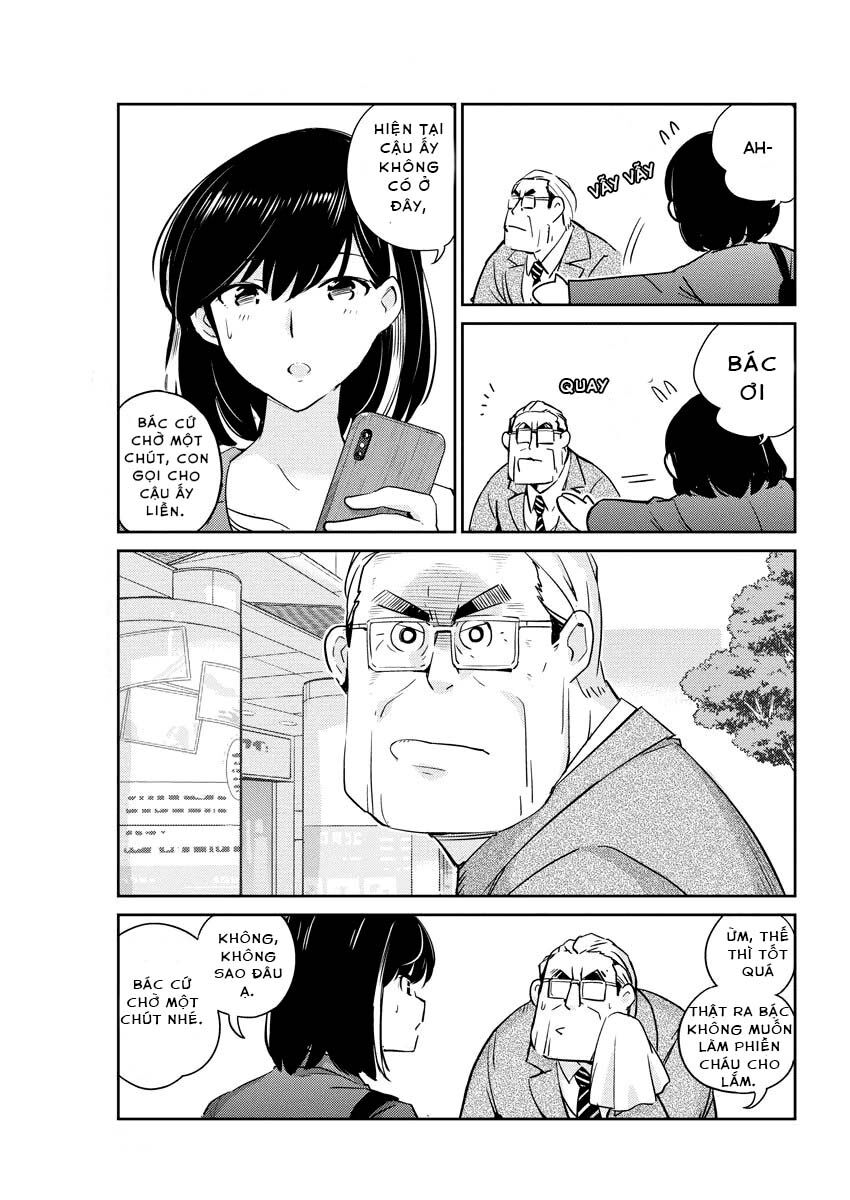 AH-
VẪY VẪY
BÁC
ƠI
QUAY
HIỆN TẠI
CẬU ẤY
KHÔNG
CÓ Ở
ĐÂY,
BÁC CỨ
CHỜ MỘT
CHÚT, CON
GỌI CHO
CẬU ẤY
LIỀN.
ỪM, THẾ
THÌ TỐT
QUÁ
THẬT RA BÁC
KHÔNG MUỐN
LÀM PHIỀN
CHÁU CHO
LẮM.
KHÔNG,
KHÔNG
SAO ĐÂU
Ạ.
BÁC CỨ
CHỜ MỘT
CHÚT NHÉ.